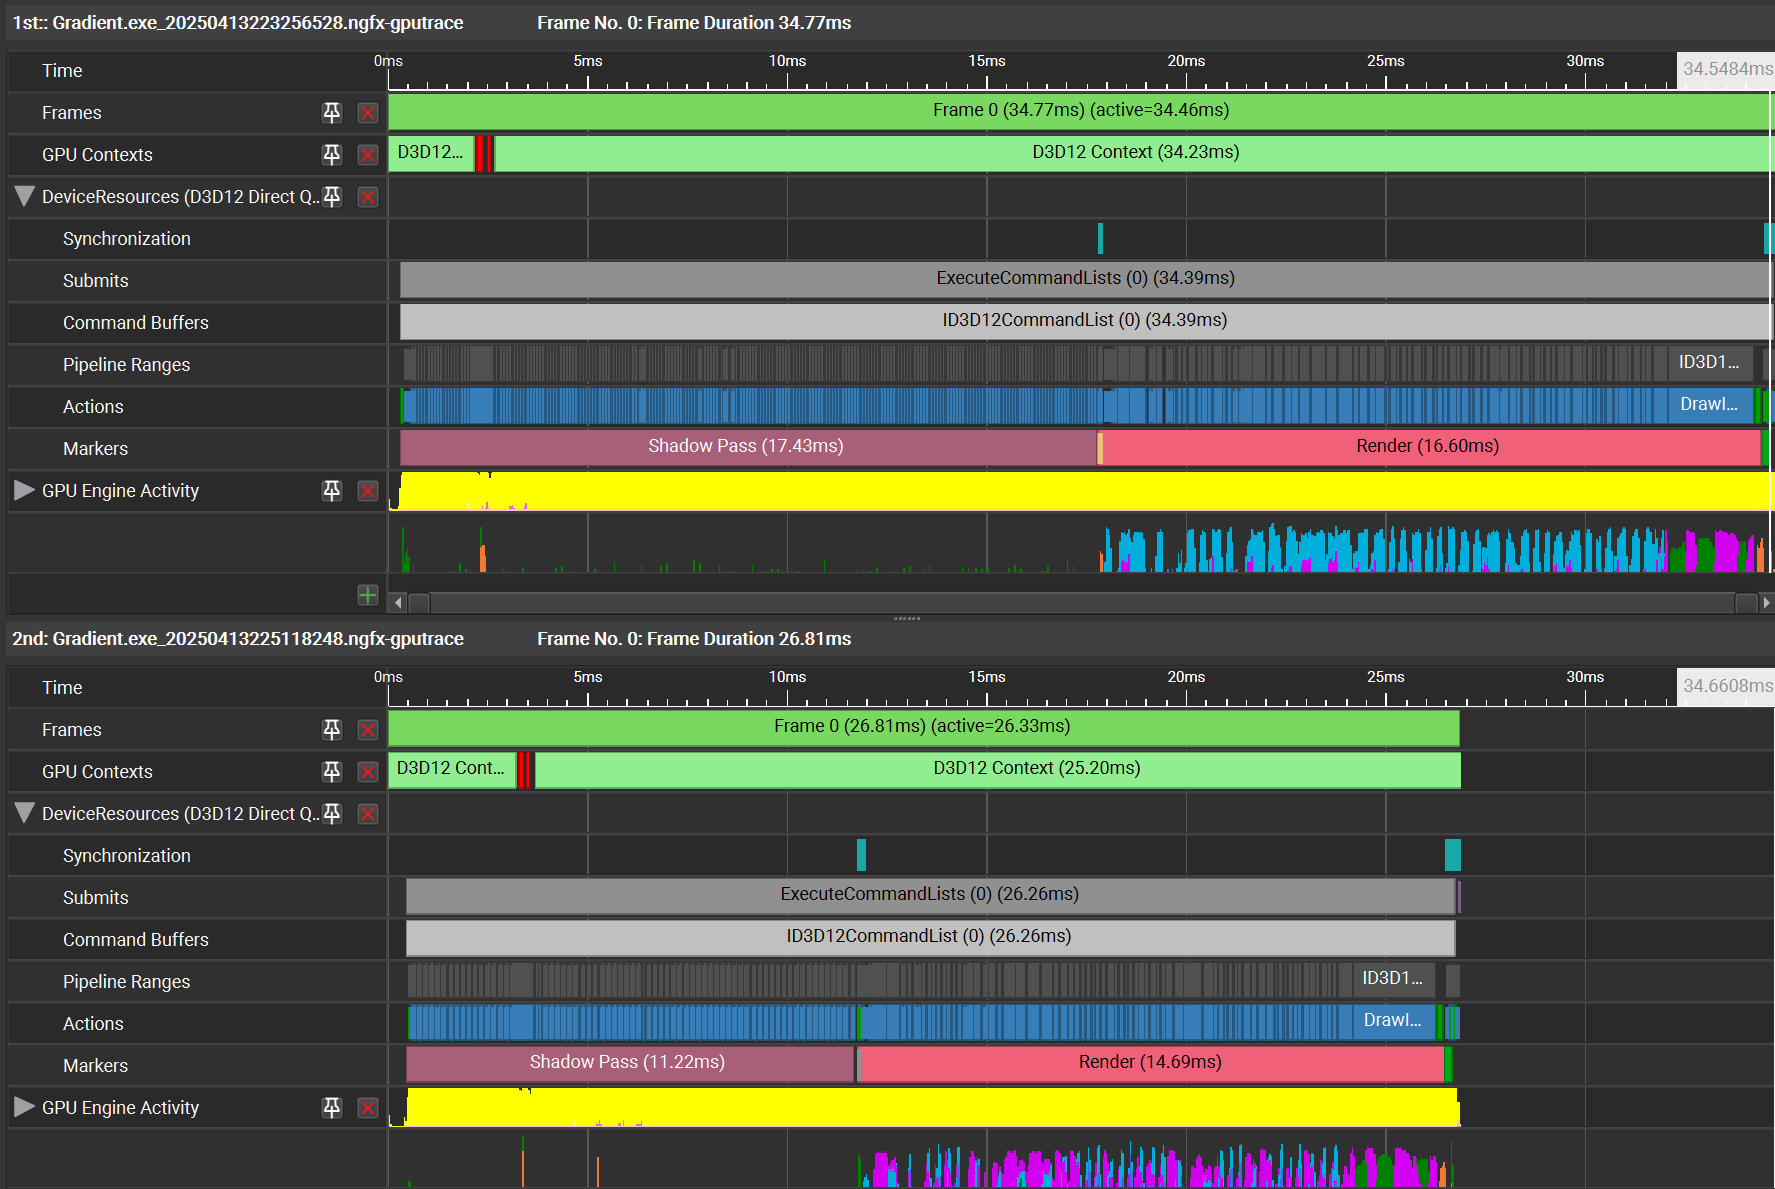 1st:: Gradient.exe_20250413223256528.ngfx-gputrace Frame No. 0: Frame Duration 34.77ms
Time 0ms 5ms 10ms 15ms 20ms 25ms 30ms 34.5484ms
Frames Frame 0 (34.77ms) (active=34.46ms)
GPU Contexts D3D12... D3D12 Context (34.23ms)
DeviceResources (D3D12 Direct Q..
Synchronization
Submits ExecuteCommandLists (0) (34.39ms)
Command Buffers ID3D12CommandList (0) (34.39ms)
Pipeline Ranges ID3D1...
Actions DrawI...
Markers Shadow Pass (17.43ms) Render (16.60ms)
GPU Engine Activity
2nd: Gradient.exe_20250413225118248.ngfx-gputrace Frame No. 0: Frame Duration 26.81ms
Time 0ms 5ms 10ms 15ms 20ms 25ms 30ms 34.6608ms
Frames Frame 0 (26.81ms) (active=26.33ms)
GPU Contexts D3D12 Cont... D3D12 Context (25.20ms)
DeviceResources (D3D12 Direct Q..
Synchronization
Submits ExecuteCommandLists (0) (26.26ms)
Command Buffers ID3D12CommandList (0) (26.26ms)
Pipeline Ranges ID3D1...
Actions DrawI...
Markers Shadow Pass (11.22ms) Render (14.69ms)
GPU Engine Activity